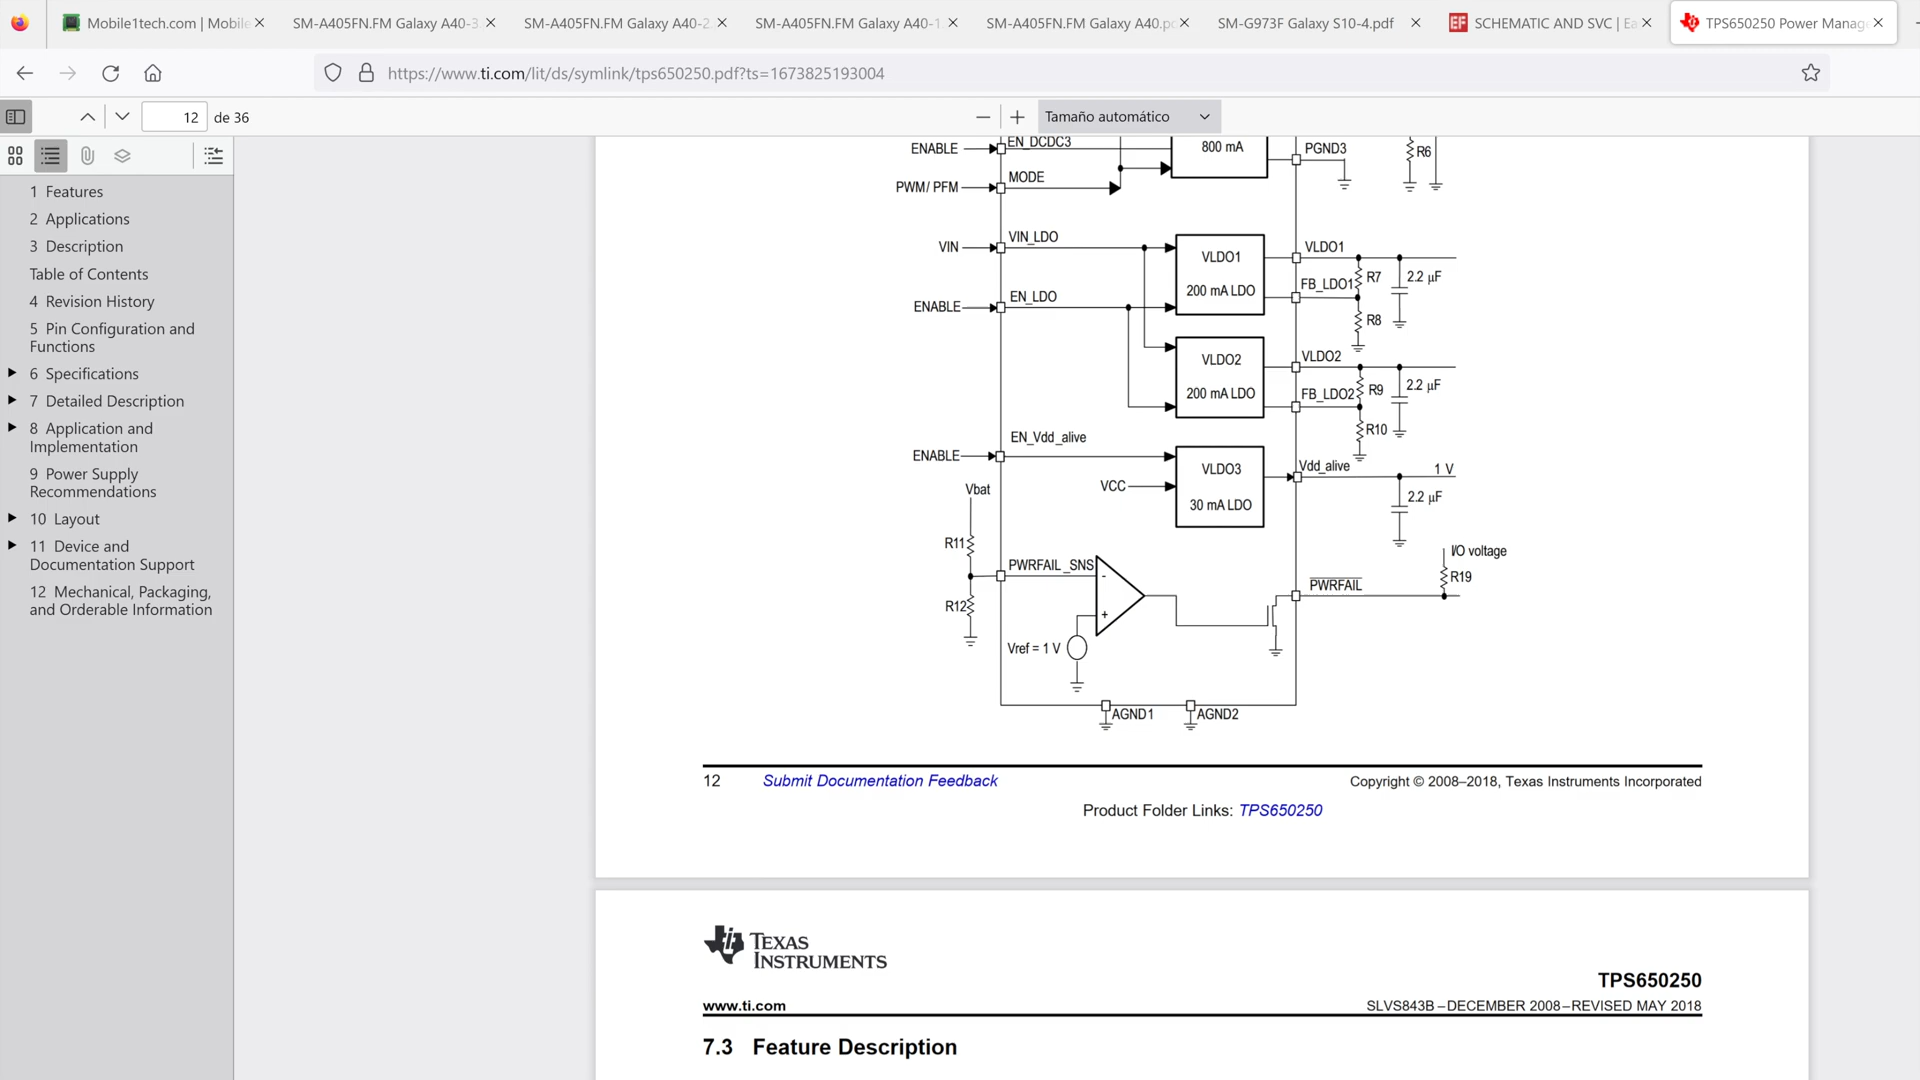 Mobile1tech.com | Mobile
SM-A405FN.FM Galaxy A40-3.
SM-A405FN.FM Galaxy A40-2.
SM-A405FN.FM Galaxy A40-1
SM-A405FN.FM Galaxy A40.pd
SM-G973F Galaxy S10-4.pdf
EF SCHEMATIC AND SVC | Ea
TPS650250 Power Manag
https://www.ti.com/lit/ds/symlink/tps650250.pdf?ts=1673825193004
12 de 36
Tamaño automático
1 Features
2 Applications
3 Description
Table of Contents
4 Revision History
5 Pin Configuration and
Functions
6 Specifications
7 Detailed Description
8 Application and
Implementation
9 Power Supply
Recommendations
10 Layout
11 Device and
Documentation Support
12 Mechanical, Packaging,
and Orderable Information
ENABLE
EN_DCDC3
800 mA
PGND3
R6
PWM/ PFM
MODE
VIN
VIN_LDO
VLDO1
200 mA LDO
VLDO1
FB_LDO1
R7
2.2 µF
R8
ENABLE
EN_LDO
VLDO2
200 mA LDO
VLDO2
FB_LDO2
R9
2.2 µF
R10
ENABLE
EN_Vdd_alive
VCC
VLDO3
30 mA LDO
Vdd_alive
1 V
2.2 µF
Vbat
R11
R12
PWRFAIL_SNS
-
+
Vref = 1 V
PWRFAIL
I/O voltage
R19
AGND1
AGND2
12
Submit Documentation Feedback
Copyright © 2008–2018, Texas Instruments Incorporated
Product Folder Links: TPS650250
TEXAS
INSTRUMENTS
TPS650250
www.ti.com
SLVS843B –DECEMBER 2008–REVISED MAY 2018
7.3 Feature Description